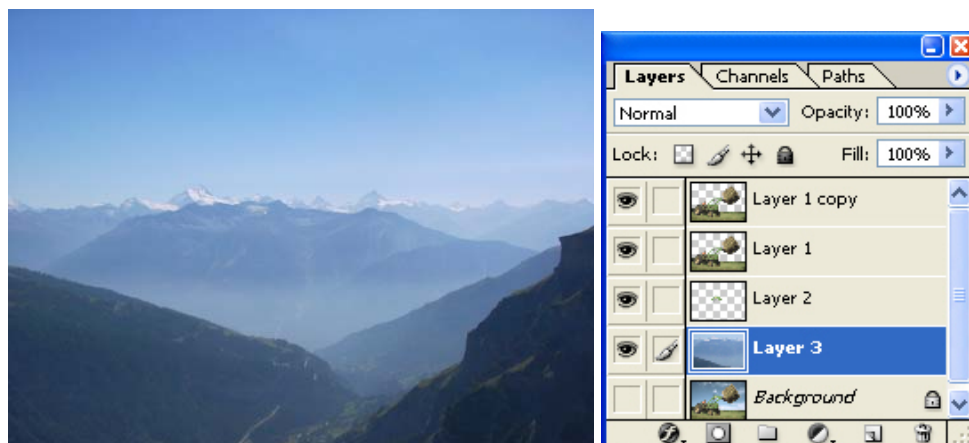 Layers Channels Paths
Normal Opacity: 100%
Lock: Fill: 100%
Layer 1 copy
Layer 1
Layer 2
Layer 3
Background